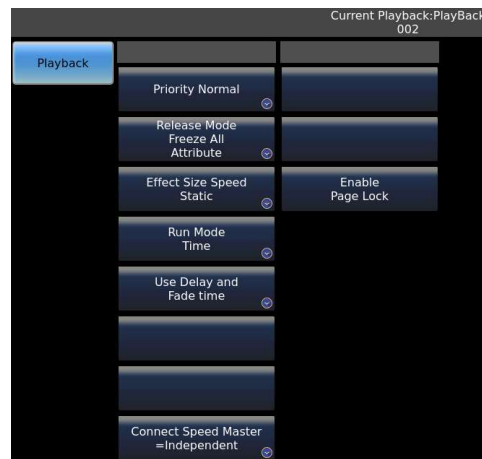 Current Playback:PlayBack
002
Playback
Priority Normal
Release Mode
Freeze All
Attribute
Effect Size Speed
Static
Enable
Page Lock
Run Mode
Time
Use Delay and
Fade time
Connect Speed Master
=Independent